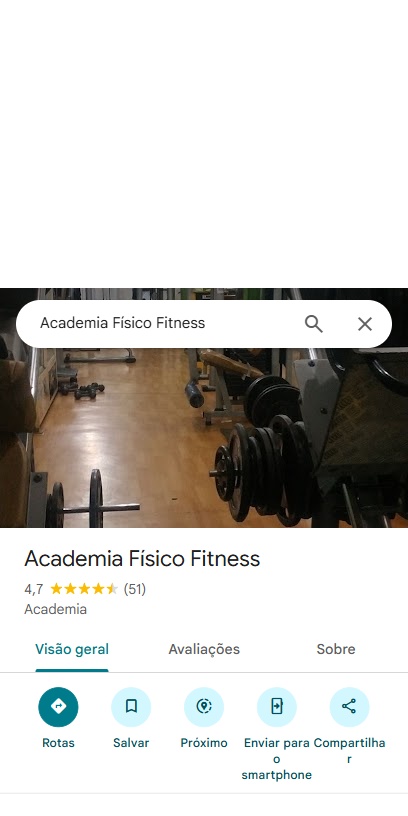 Academia Físico Fitness
Academia Físico Fitness
4,7 (51)
Academia
Visão geral Avaliações Sobre
Rotas Salvar Próximo Enviar para o smartphone Compartilhar